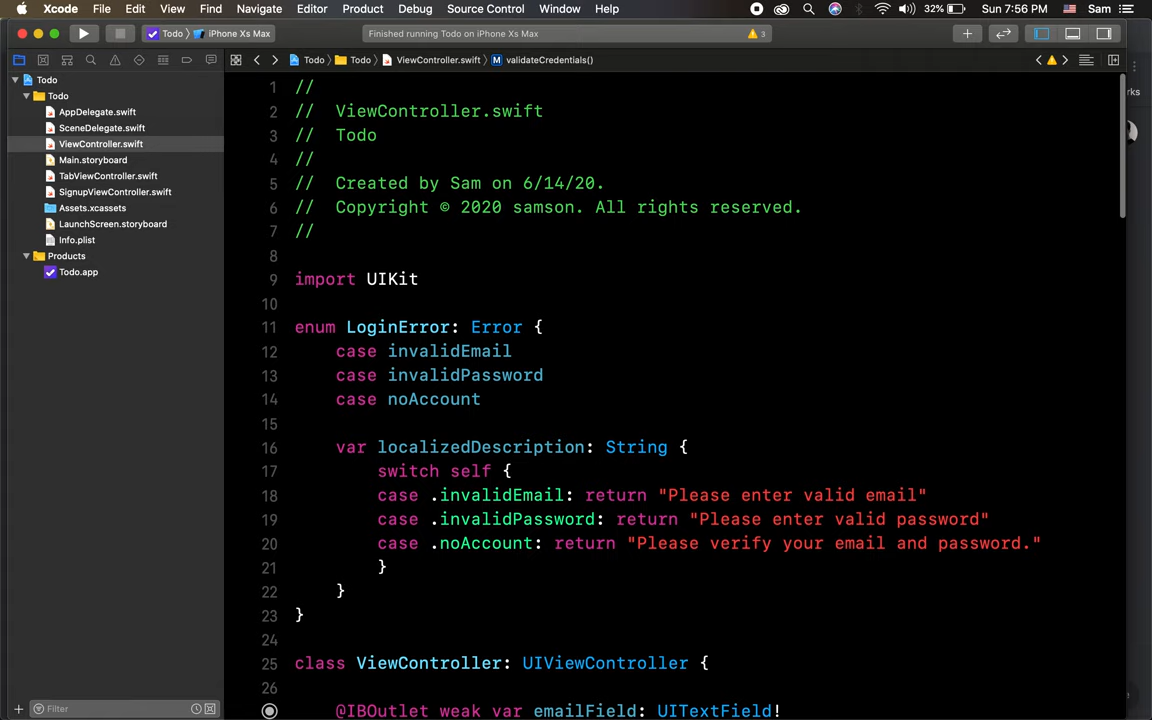 Xcode File Edit View Find Navigate Editor Product Debug Source Control Window Help 32% Sun 7:56 PM Sam
Todo iPhone Xs Max Finished running Todo on iPhone Xs Max 3
Todo Todo ViewController.swift M validateCredentials()
Todo
Todo
AppDelegate.swift
SceneDelegate.swift
ViewController.swift
Main.storyboard
TabViewController.swift
SignupViewController.swift
Assets.xcassets
LaunchScreen.storyboard
Info.plist
Products
Todo.app
Filter
1 //
2 // ViewController.swift
3 // Todo
4 //
5 // Created by Sam on 6/14/20.
6 // Copyright © 2020 samson. All rights reserved.
7 //
8
9 import UIKit
10
11 enum LoginError: Error {
12 case invalidEmail
13 case invalidPassword
14 case noAccount
15
16 var localizedDescription: String {
17 switch self {
18 case .invalidEmail: return "Please enter valid email"
19 case .invalidPassword: return "Please enter valid password"
20 case .noAccount: return "Please verify your email and password."
21 }
22 }
23 }
24
25 class ViewController: UIViewController {
26
@IBOutlet weak var emailField: UITextField!
rks